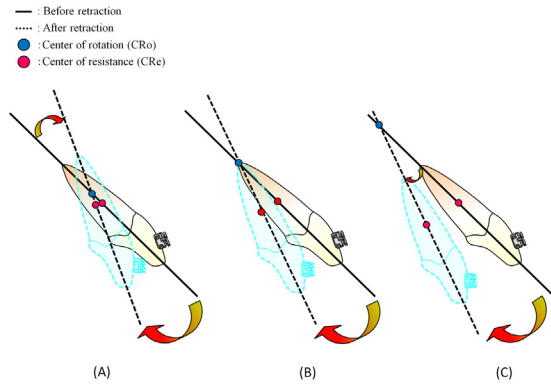 : Before retraction
: After retraction
: Center of rotation (CRo)
: Center of resistance (CRe)
(A) (B) (C)